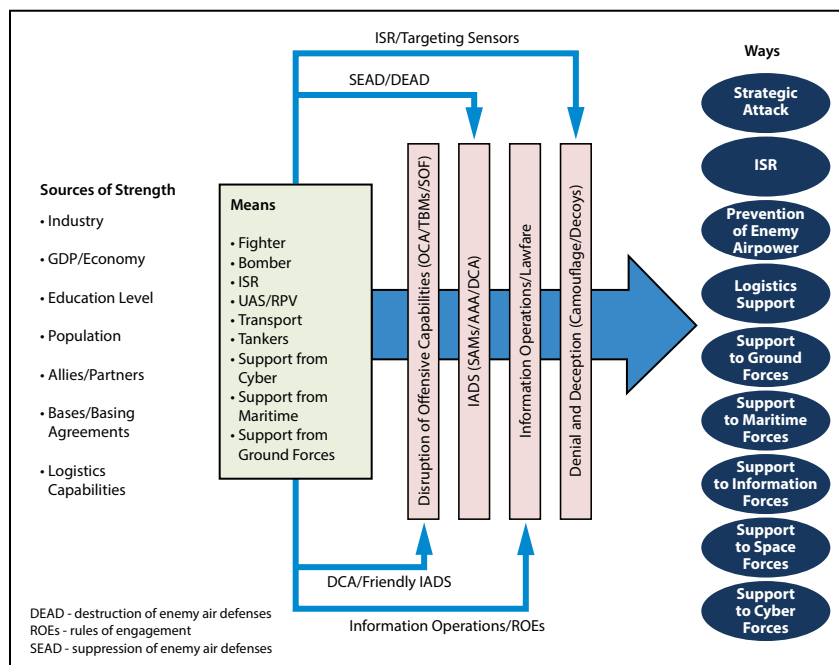 ISR/Targeting Sensors
SEAD/DEAD
Sources of Strength
• Industry
• GDP/Economy
• Education Level
• Population
• Allies/Partners
• Bases/Basing
Agreements
• Logistics
Capabilities
Means
• Fighter
• Bomber
• ISR
• UAS/RPV
• Transport
• Tankers
• Support from
Cyber
• Support from
Maritime
• Support from
Ground Forces
Disruption of Offensive Capabilities (OCA/TBMs/SOF)
IADS (SAMs/AAA/DCA)
Information Operations/Lawfare
Denial and Deception (Camouflage/Decoys)
Ways
Strategic
Attack
ISR
Prevention
of Enemy
Airpower
Logistics
Support
Support
to Ground
Forces
Support
to Maritime
Forces
Support
to Information
Forces
Support
to Space
Forces
Support
to Cyber
Forces
DCA/Friendly IADS
Information Operations/ROEs
DEAD - destruction of enemy air defenses
ROEs - rules of engagement
SEAD - suppression of enemy air defenses